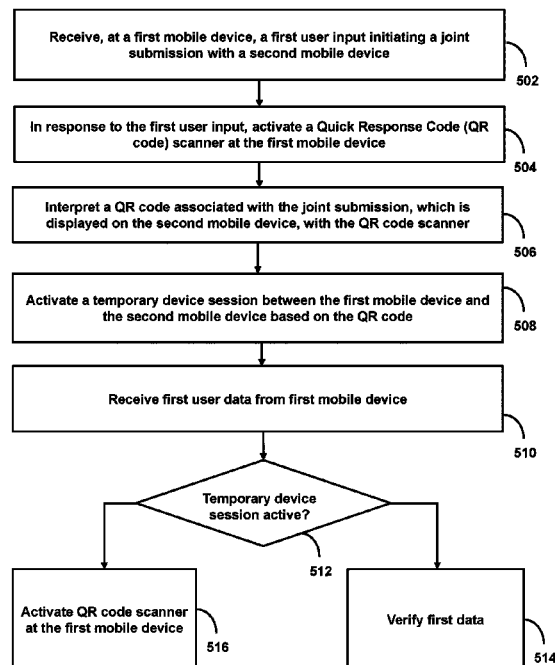 Receive, at a first mobile device, a first user input initiating a joint
submission with a second mobile device
502
In response to the first user input, activate a Quick Response Code (QR
code) scanner at the first mobile device
504
Interpret a QR code associated with the joint submission, which is
displayed on the second mobile device, with the QR code scanner
506
Activate a temporary device session between the first mobile device and
the second mobile device based on the QR code
508
Receive first user data from first mobile device
510
Temporary device
session active?
512
Activate QR code scanner
at the first mobile device
516
Verify first data
514